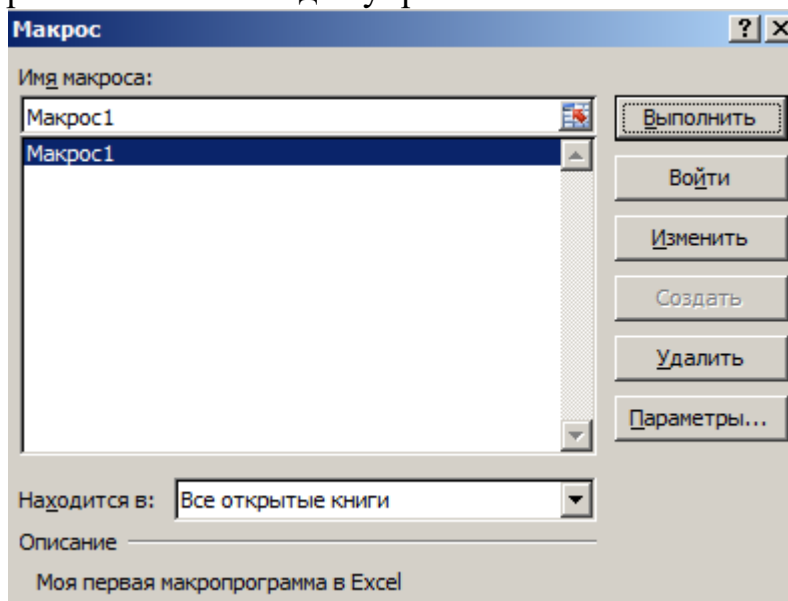 Макрос
Имя макроса:
Макрос1
Макрос1
Выполнить
Войти
Изменить
Создать
Удалить
Параметры...
Находится в: Все открытые книги
Описание
Моя первая макропрограмма в Excel